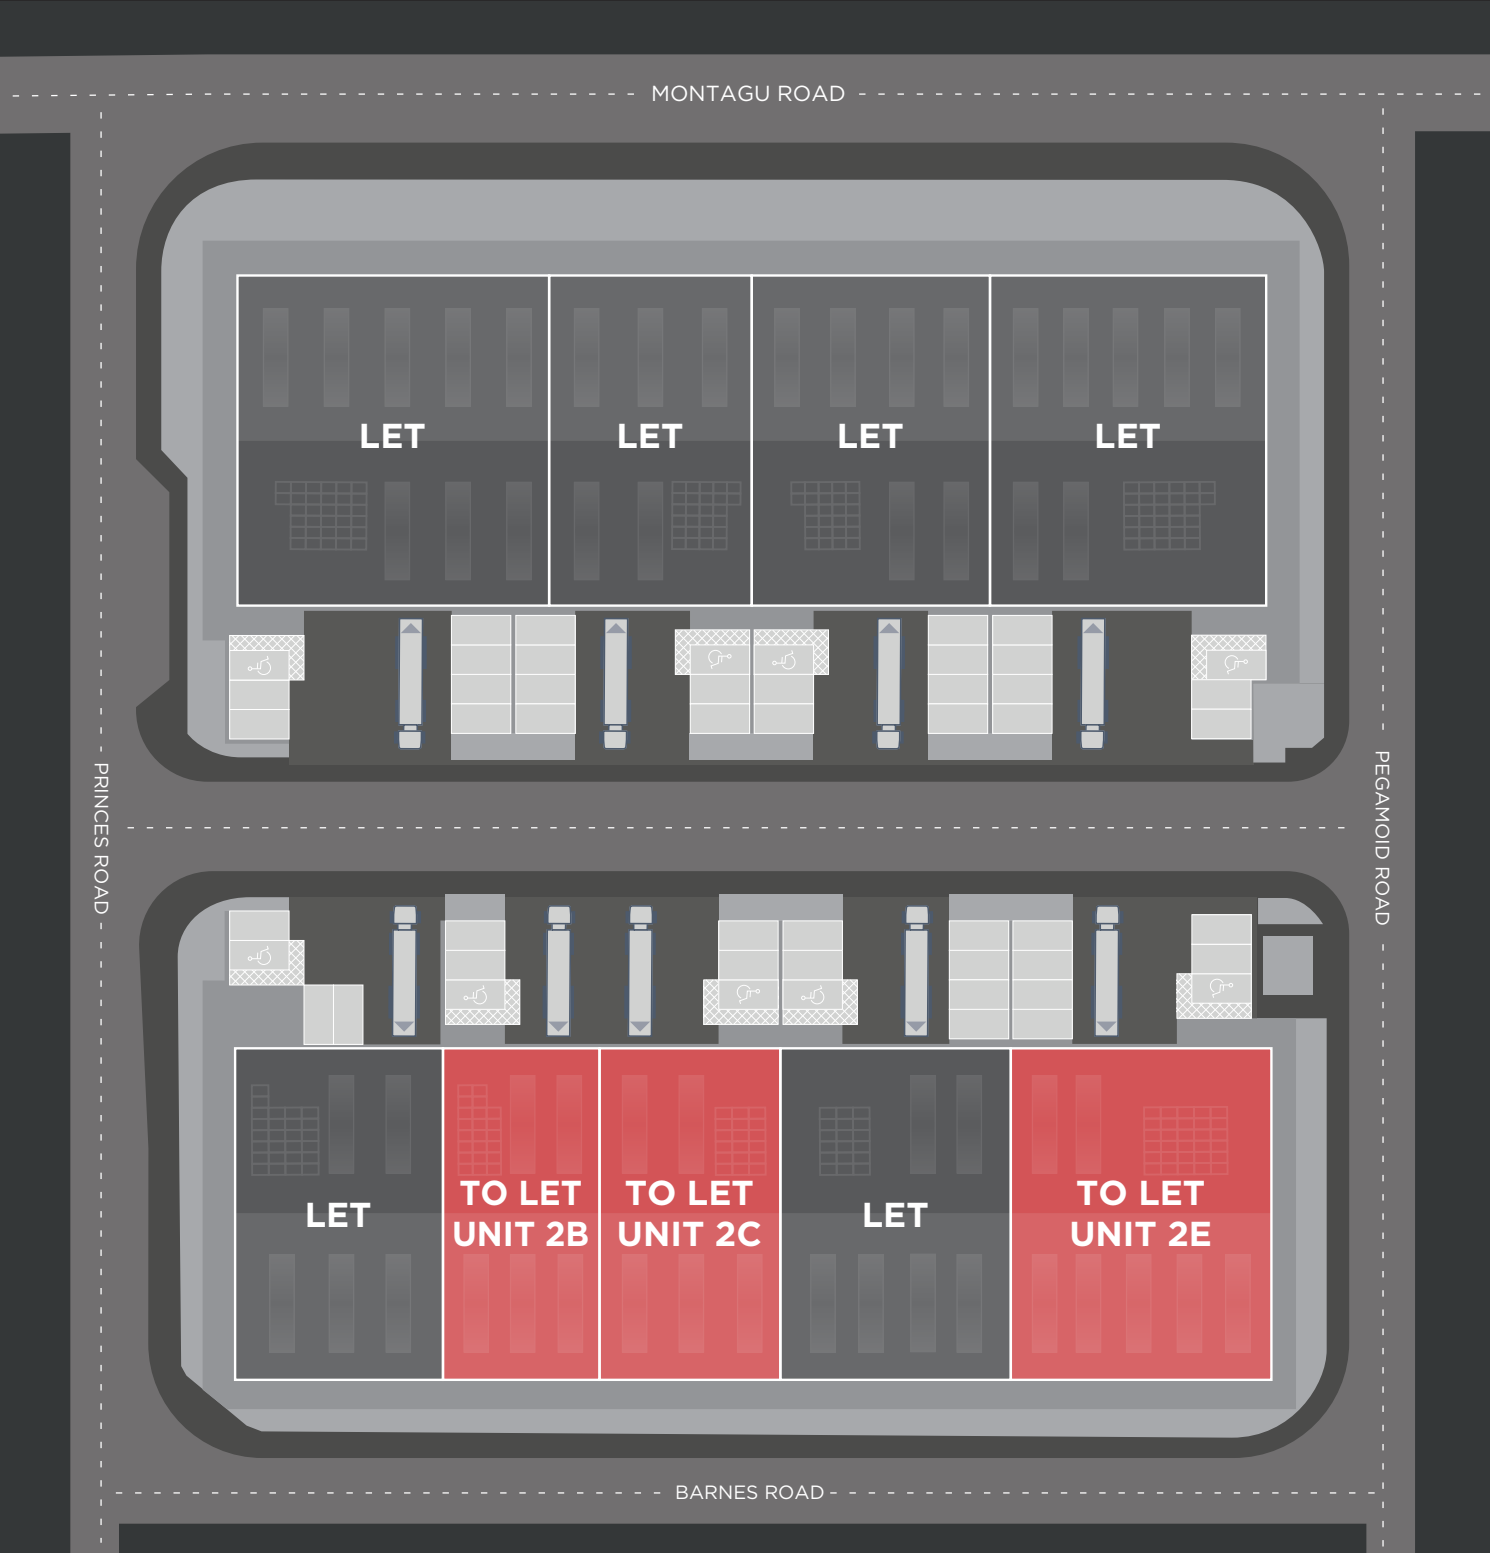 MONTAGU ROAD
LET
LET
LET
LET
PRINCES ROAD
PEGAMOID ROAD
LET
TO LET
UNIT 2B
TO LET
UNIT 2C
LET
TO LET
UNIT 2E
BARNES ROAD